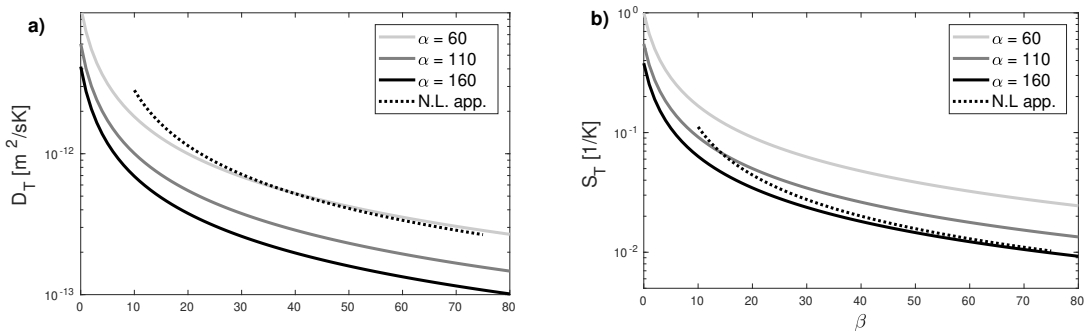 a)
D_T [m^2/sK]
10^-12
10^-13
0 10 20 30 40 50 60 70 80
α = 60
α = 110
α = 160
N.L. app.
b)
S_T [1/K]
10^0
10^-1
10^-2
0 10 20 30 40 50 60 70 80
β
α = 60
α = 110
α = 160
N.L app.